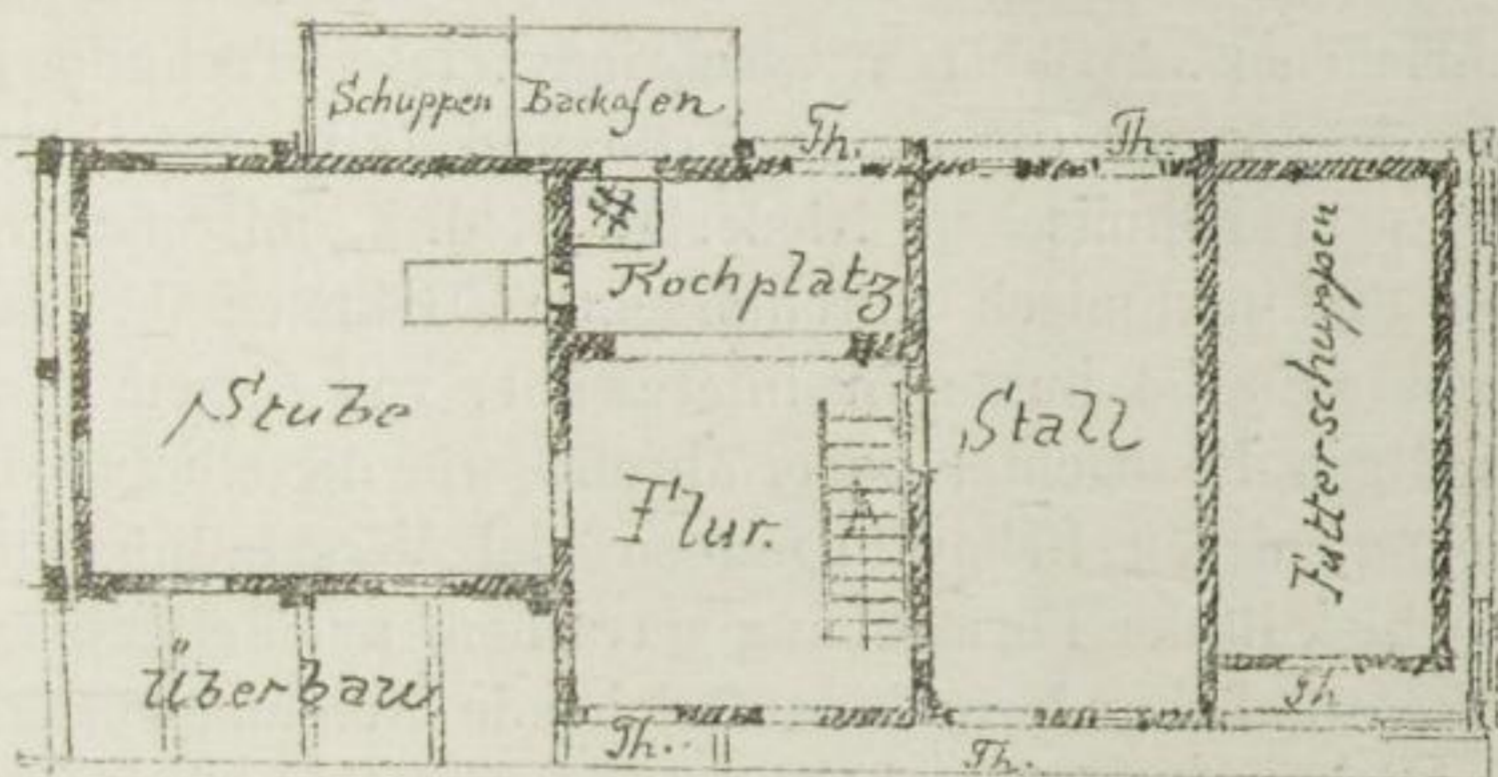 Schuppen Backofen
Th. Th.
Kochplatz
Stube
Stall
Futterschuppen
Flur.
Überbau
Th.
Th. Th.